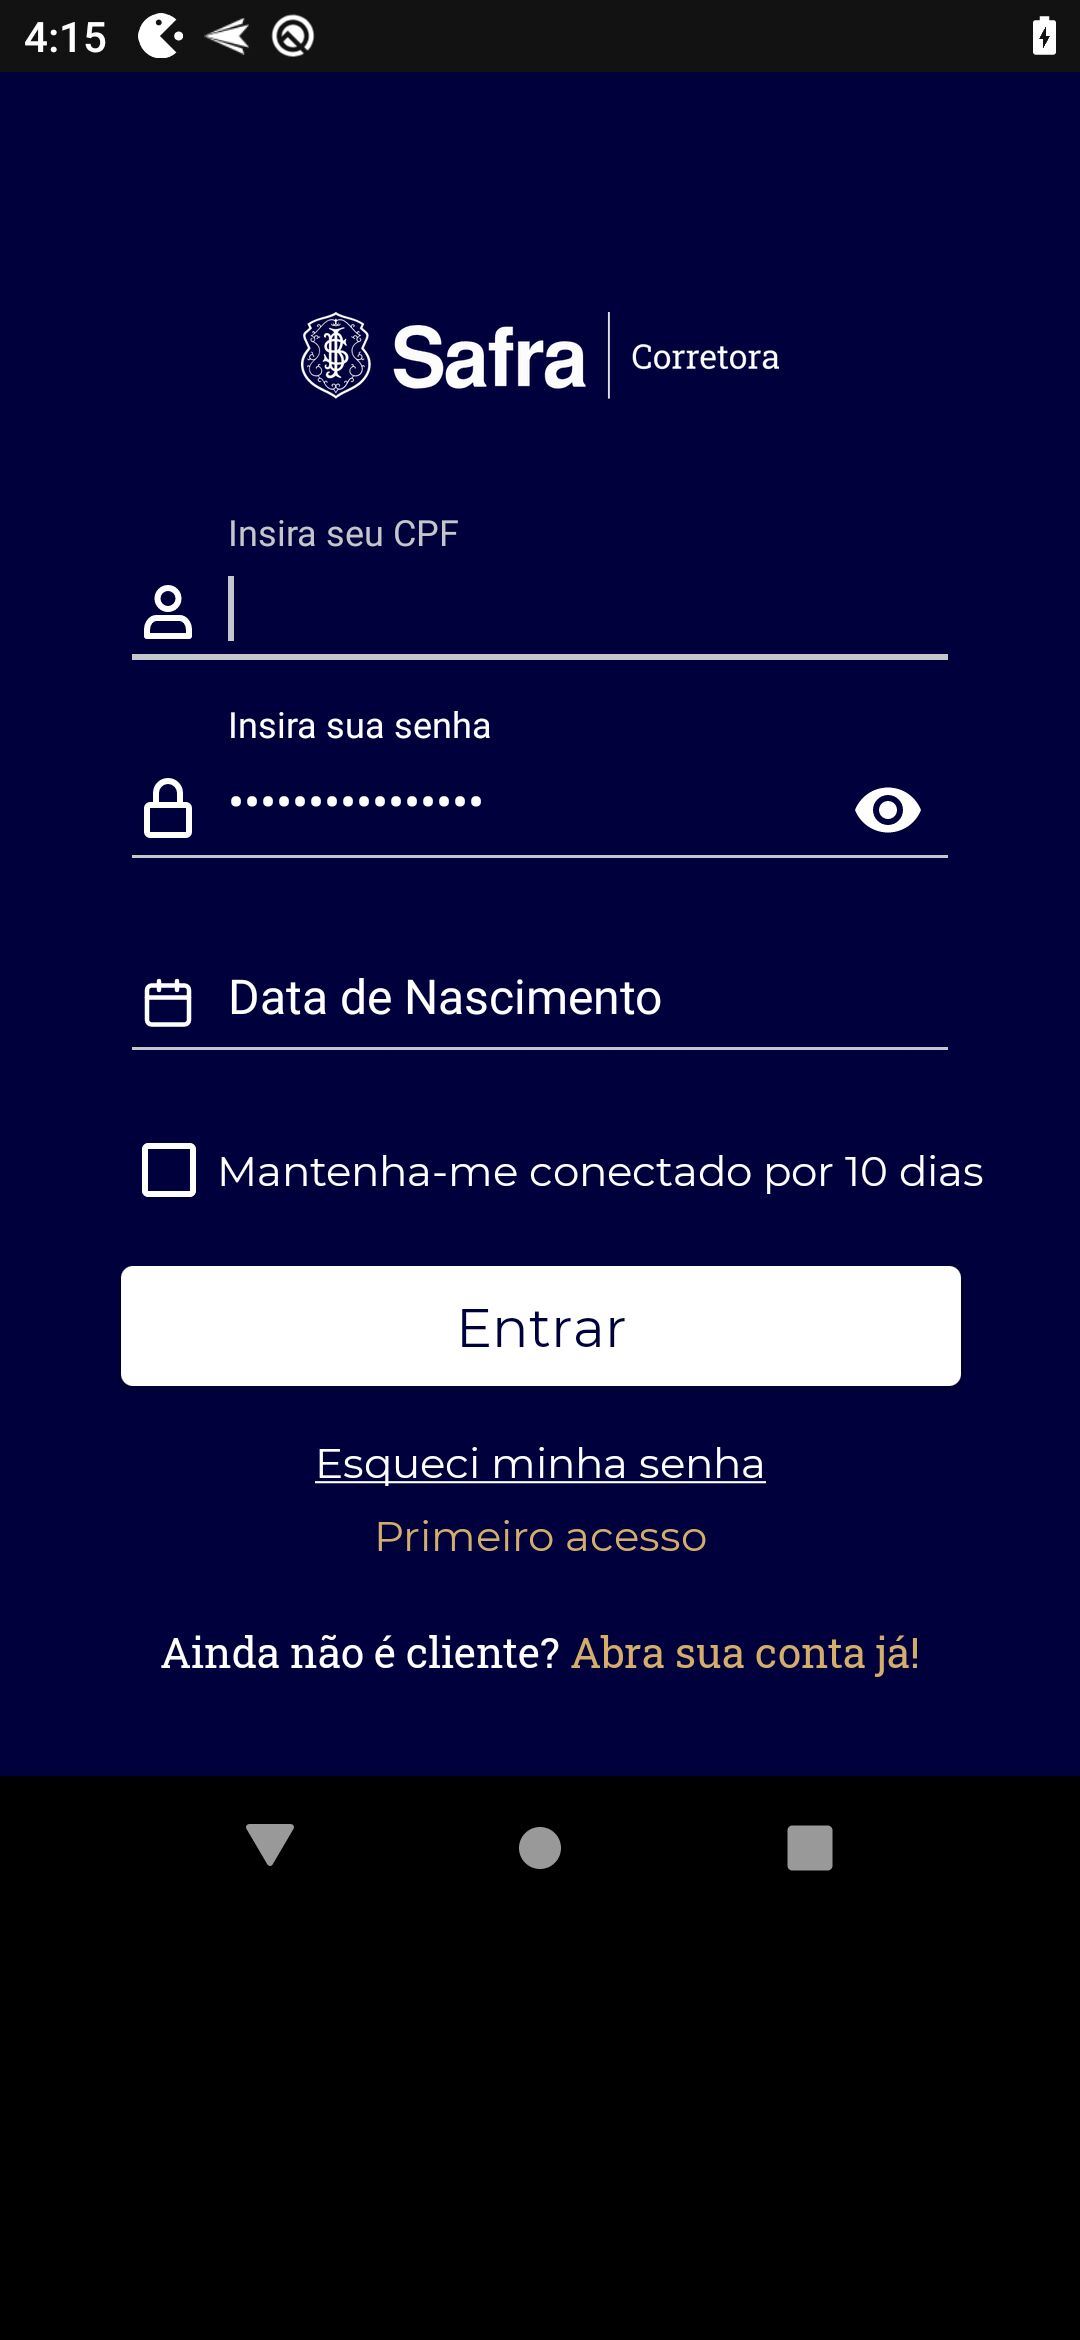 4:15
Safra Corretora
Insira seu CPF
Insira sua senha
••••••••••••••••
Data de Nascimento
Mantenha-me conectado por 10 dias
Entrar
Esqueci minha senha
Primeiro acesso
Ainda não é cliente? Abra sua conta já!